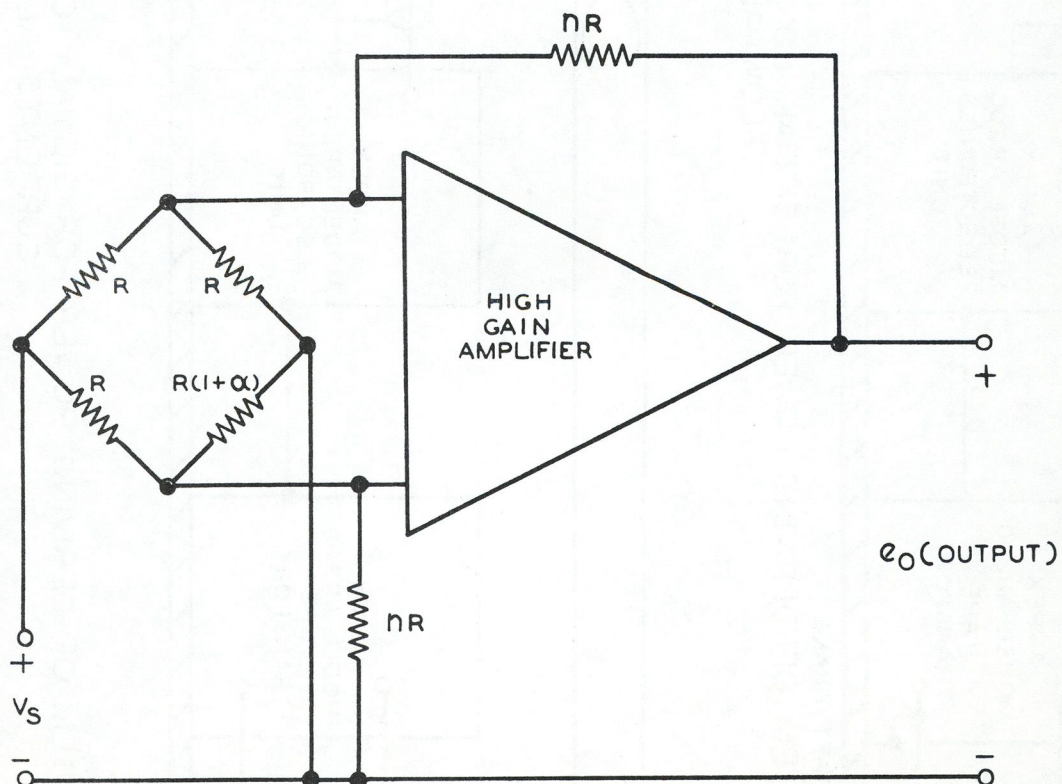 nR
R
R
HIGH
GAIN
AMPLIFIER
R
R(1+α)
+
e₀(OUTPUT)
nR
+
Vs
−
−